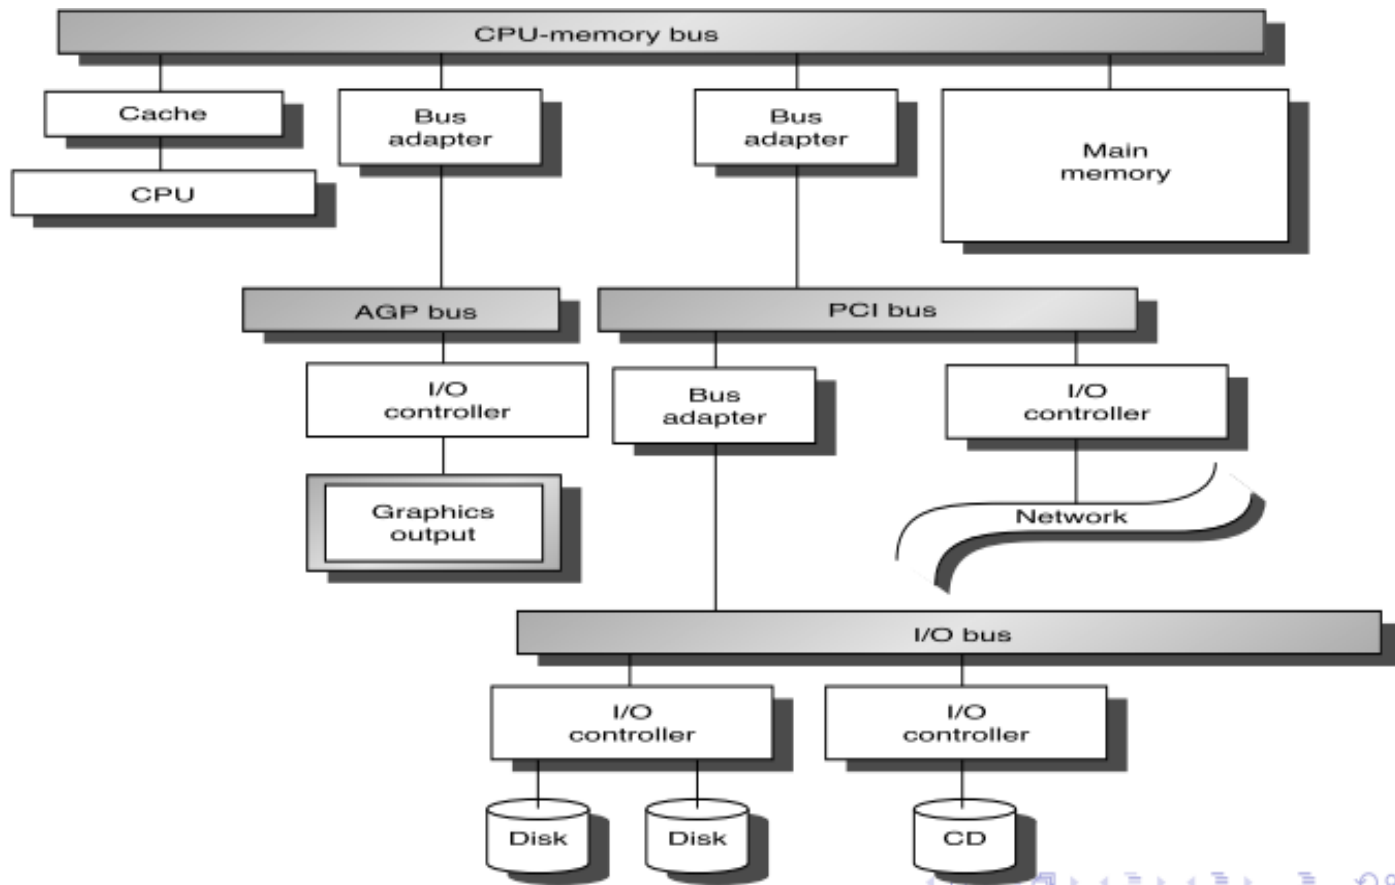 CPU-memory bus
Cache
CPU
Bus
adapter
Bus
adapter
Main
memory
AGP bus
PCI bus
I/O
controller
Bus
adapter
I/O
controller
Graphics
output
Network
I/O bus
I/O
controller
I/O
controller
Disk
Disk
CD